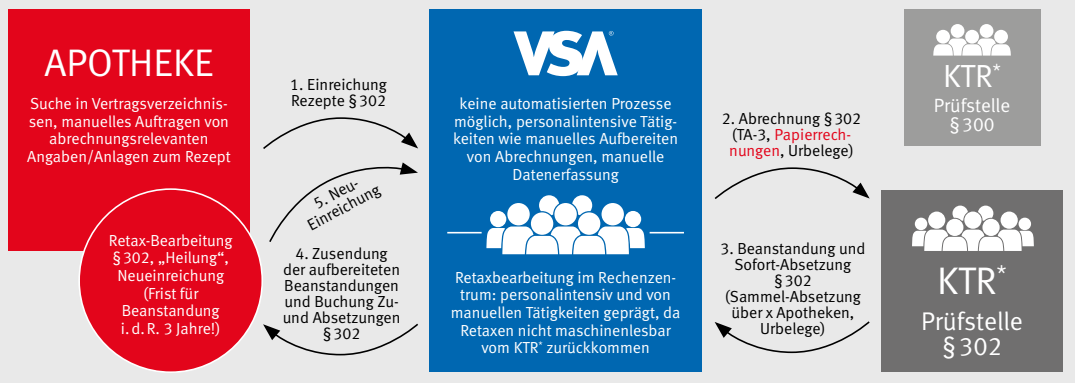 APOTHEKE
Suche in Vertragsverzeichnis-
sen, manuelles Auftragen von
abrechnungsrelevanten
Angaben/Anlagen zum Rezept
Retax-Bearbeitung
§ 302, „Heilung“,
Neueinreichung
(Frist für
Beanstandung
i. d. R. 3 Jahre!)
1. Einreichung
Rezepte § 302
5. Neu-
Einreichung
4. Zusendung
der aufbereiteten
Beanstandungen
und Buchung Zu-
und Absetzungen
§ 302
VSA®
keine automatisierten Prozesse
möglich, personalintensive Tätig-
keiten wie manuelles Aufbereiten
von Abrechnungen, manuelle
Datenerfassung
Retaxbearbeitung im Rechenzen-
trum: personalintensiv und von
manuellen Tätigkeiten geprägt, da
Retaxen nicht maschinenlesbar
vom KTR* zurückkommen
2. Abrechnung § 302
(TA-3, Papierrech-
nungen, Urbelege)
3. Beanstandung und
Sofort-Absetzung
§ 302
(Sammel-Absetzung
über x Apotheken,
Urbelege)
KTR*
Prüfstelle
§ 300
KTR*
Prüfstelle
§ 302